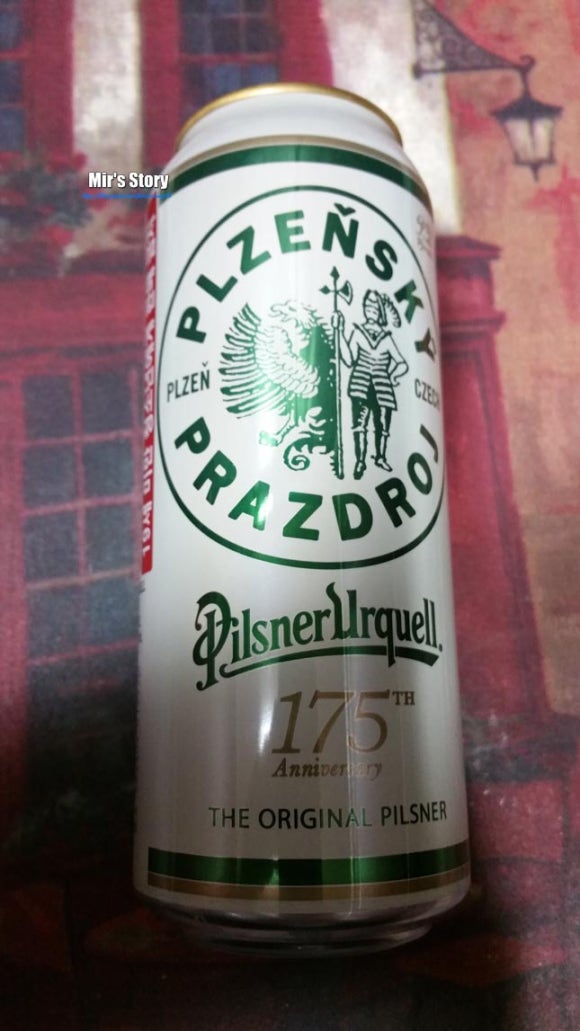 Mir's Story
PLZEŇSKÝ
PLZEŇ
CZECH
PRAZDROJ
Pilsner Urquell
175TH
Anniversary
THE ORIGINAL PILSNER